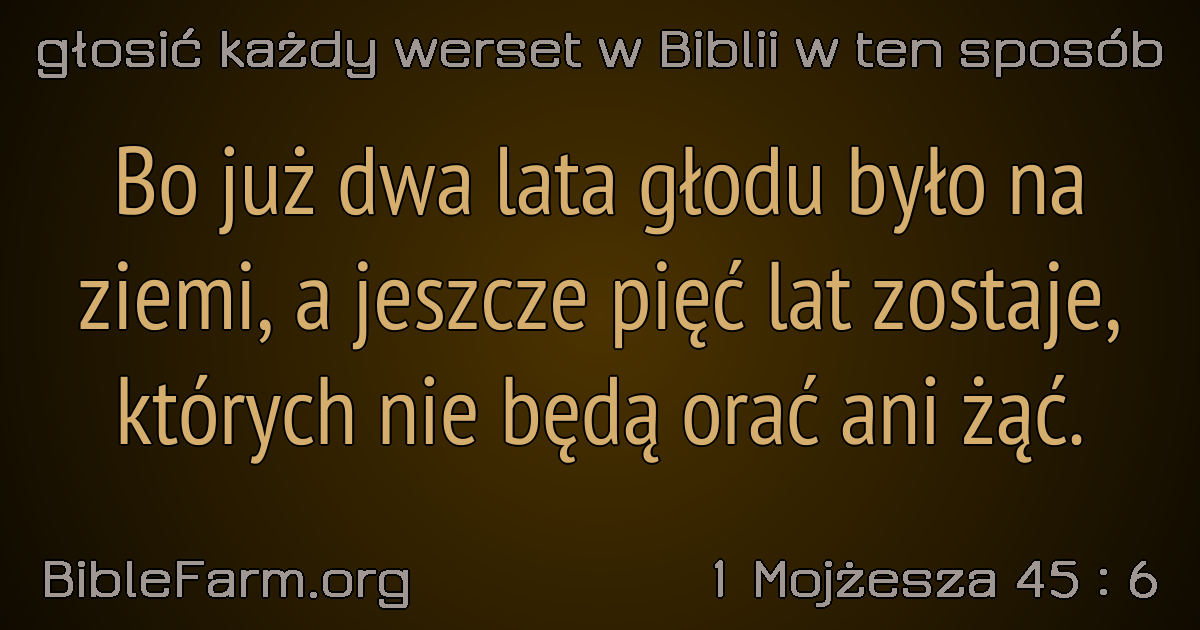 głosić każdy werset w Biblii w ten sposób
Bo już dwa lata głodu było na
ziemi, a jeszcze pięć lat zostaje,
których nie będą orać ani żąć.
BibleFarm.org
1 Mojżesza 45 : 6